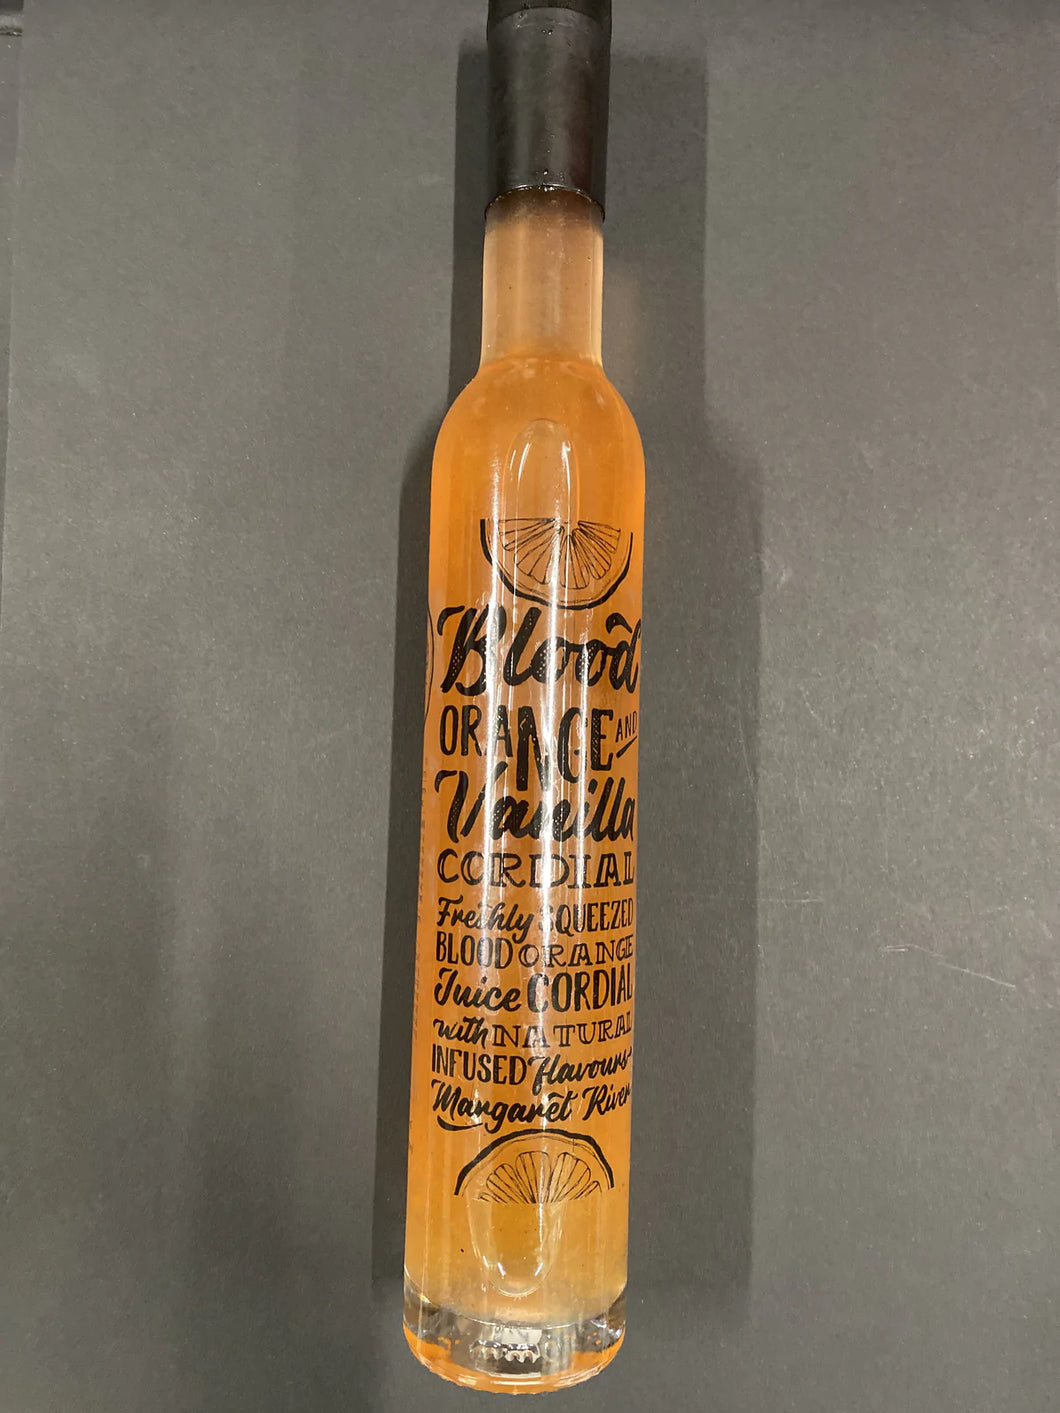 Blood
ORANGE AND
Vanilla
CORDIAL
Freshly SQUEEZED
BLOOD ORANGE
Juice CORDIAL
with NATURAL
INFUSED flavours
Margaret River